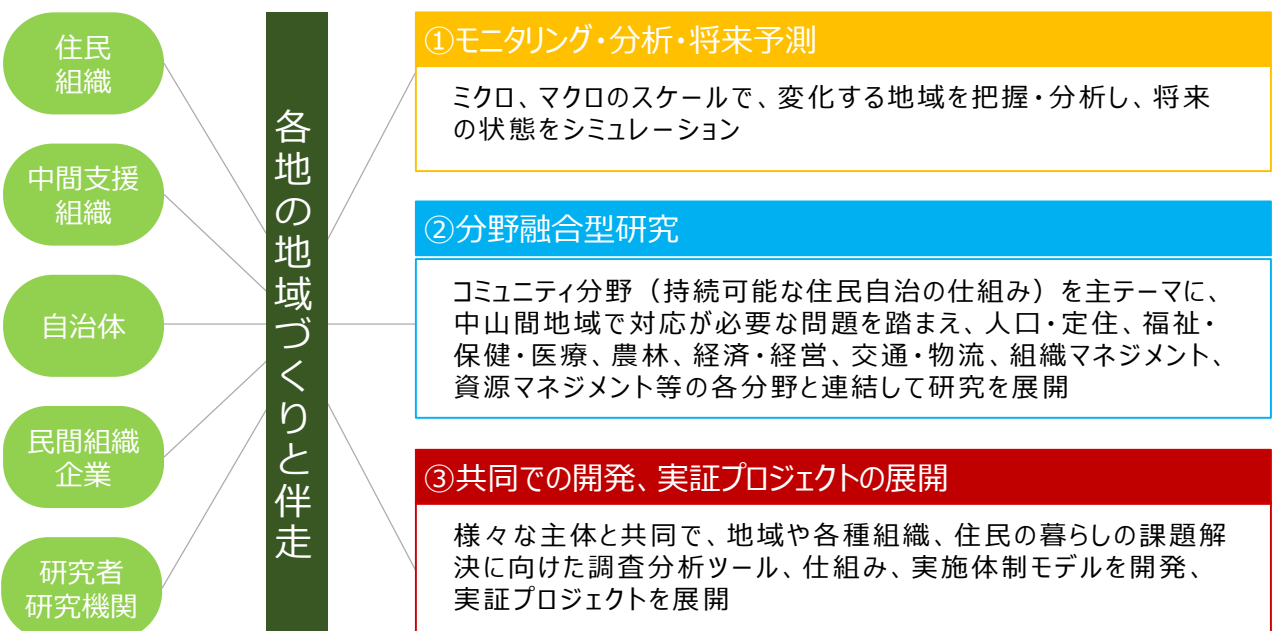 住民
組織
中間支援
組織
自治体
民間組織
企業
研究者
研究機関
各地の地域づくりと伴走
①モニタリング・分析・将来予測
ミクロ、マクロのスケールで、変化する地域を把握・分析し、将来
の状態をシミュレーション
②分野融合型研究
コミュニティ分野（持続可能な住民自治の仕組み）を主テーマに、
中山間地域で対応が必要な問題を踏まえ、人口・定住、福祉・
保健・医療、農林、経済・経営、交通・物流、組織マネジメント、
資源マネジメント等の各分野と連結して研究を展開
③共同での開発、実証プロジェクトの展開
様々な主体と共同で、地域や各種組織、住民の暮らしの課題解
決に向けた調査分析ツール、仕組み、実施体制モデルを開発、
実証プロジェクトを展開